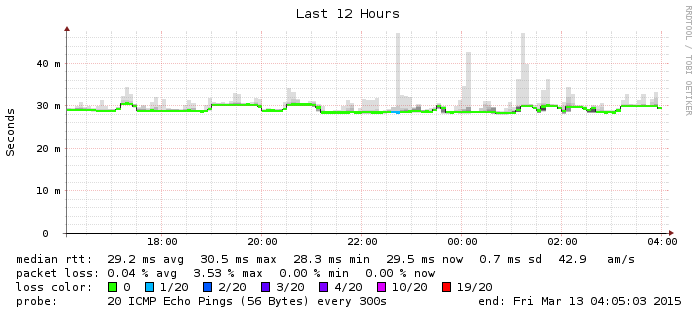 Last 12 Hours
RRDTOOL / TOBI OETIKER
Seconds
40 m
30 m
20 m
10 m
0
18:00 20:00 22:00 00:00 02:00 04:00
median rtt: 29.2 ms avg 30.5 ms max 28.3 ms min 29.5 ms now 0.7 ms sd 42.9 am/s
packet loss: 0.04 % avg 3.53 % max 0.00 % min 0.00 % now
loss color: 0 1/20 2/20 3/20 4/20 10/20 19/20
probe: 20 ICMP Echo Pings (56 Bytes) every 300s end: Fri Mar 13 04:05:03 2015